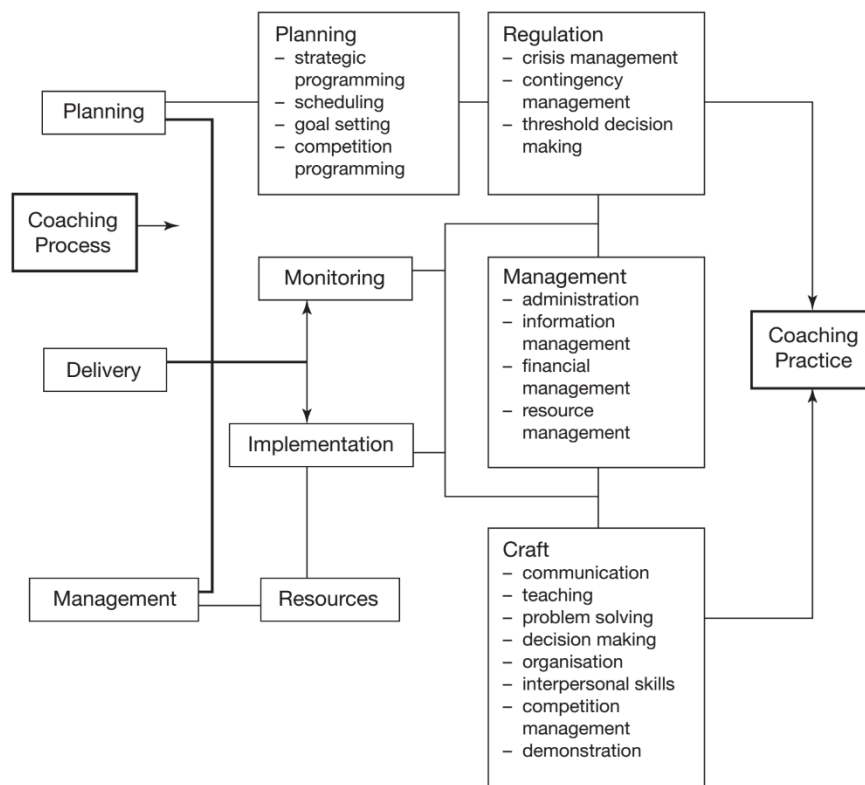 Planning
– strategic
programming
– scheduling
– goal setting
– competition
programming
Regulation
– crisis management
– contingency
management
– threshold decision
making
Planning
Coaching
Process
Monitoring
Management
– administration
– information
management
– financial
management
– resource
management
Coaching
Practice
Delivery
Implementation
Management
Resources
Craft
– communication
– teaching
– problem solving
– decision making
– organisation
– interpersonal skills
– competition
management
– demonstration